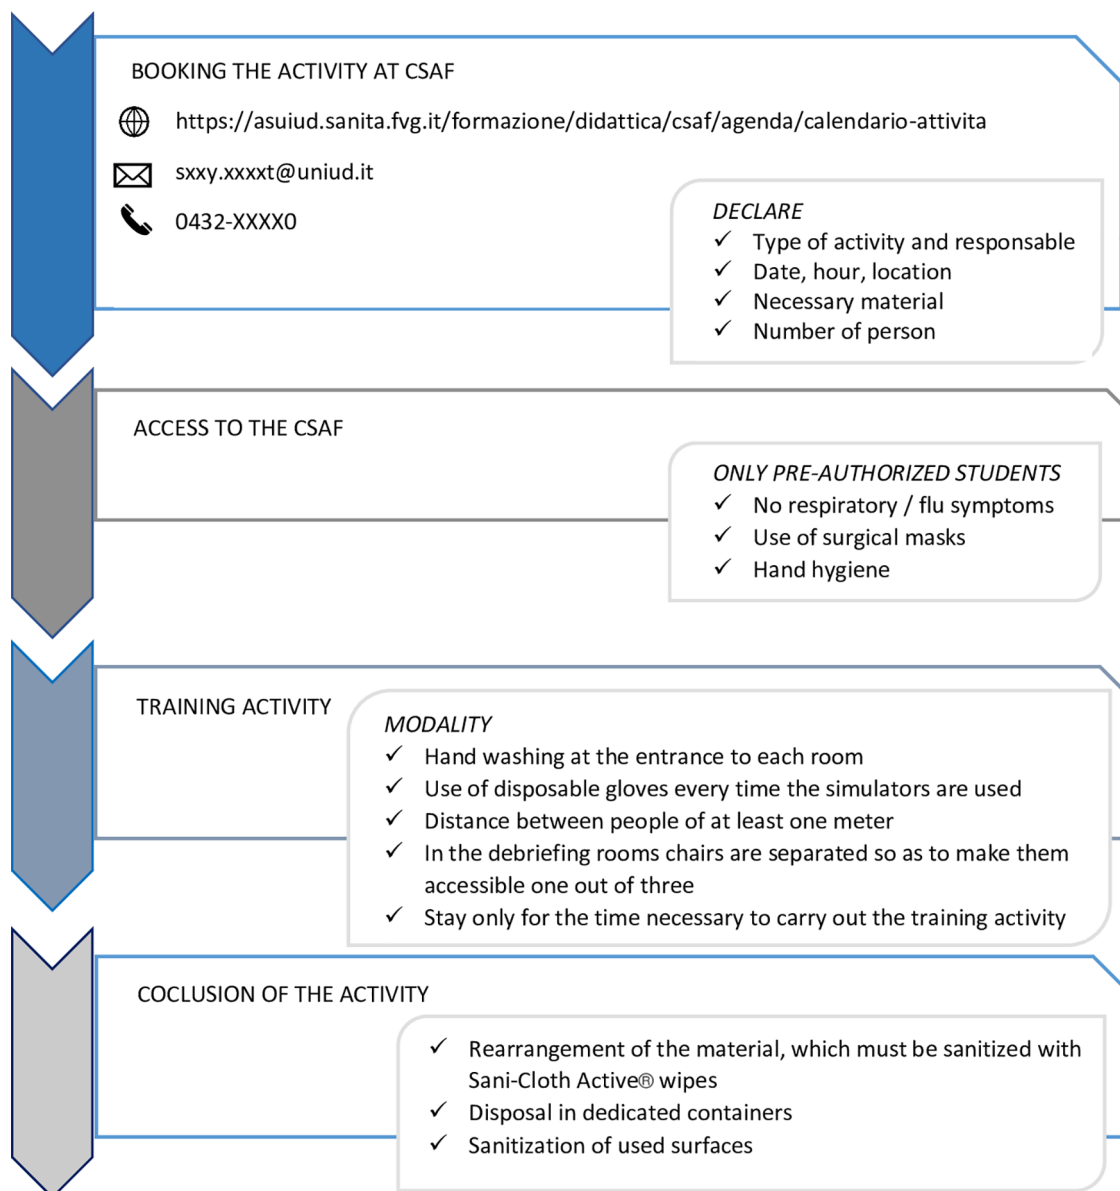 BOOKING THE ACTIVITY AT CSAF
https://asuiud.sanita.fvg.it/formazione/didattica/csaf/agenda/calendario-attivita
sxxy.xxxxt@uniud.it
0432-XXXX0
DECLARE
✓ Type of activity and responsable
✓ Date, hour, location
✓ Necessary material
✓ Number of person
ACCESS TO THE CSAF
ONLY PRE-AUTHORIZED STUDENTS
✓ No respiratory / flu symptoms
✓ Use of surgical masks
✓ Hand hygiene
TRAINING ACTIVITY
MODALITY
✓ Hand washing at the entrance to each room
✓ Use of disposable gloves every time the simulators are used
✓ Distance between people of at least one meter
✓ In the debriefing rooms chairs are separated so as to make them
accessible one out of three
✓ Stay only for the time necessary to carry out the training activity
COCLUSION OF THE ACTIVITY
✓ Rearrangement of the material, which must be sanitized with
Sani-Cloth Active® wipes
✓ Disposal in dedicated containers
✓ Sanitization of used surfaces